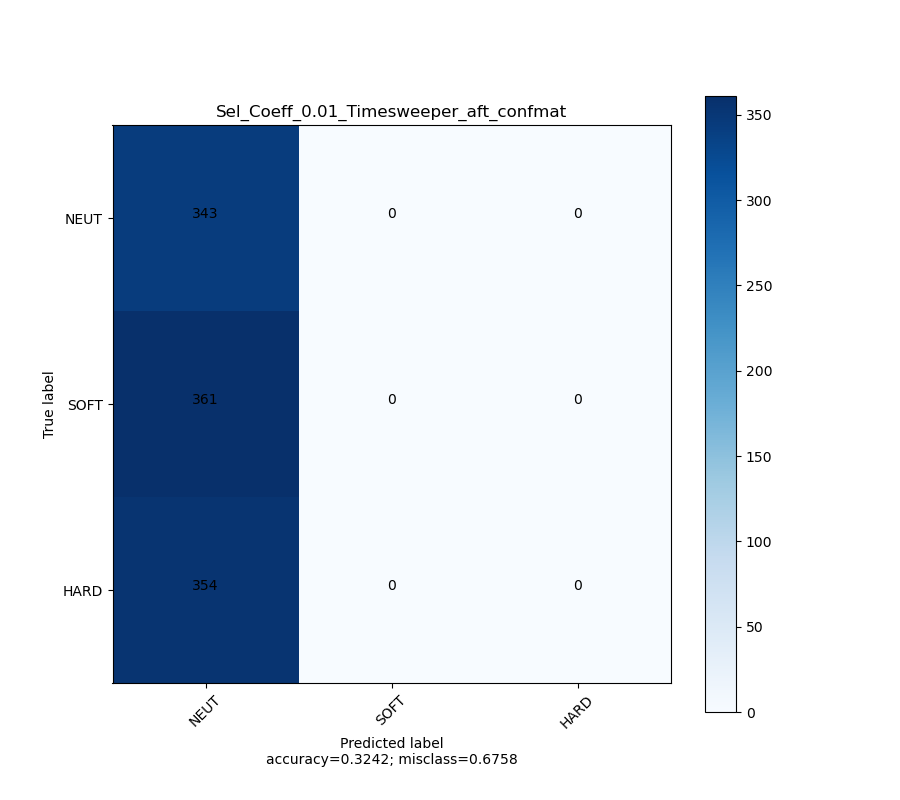 Sel_Coeff_0.01_Timesweeper_aft_confmat
True label
NEUT 343 0 0
SOFT 361 0 0
HARD 354 0 0
NEUT SOFT HARD
Predicted label
accuracy=0.3242; misclass=0.6758
350
300
250
200
150
100
50
0